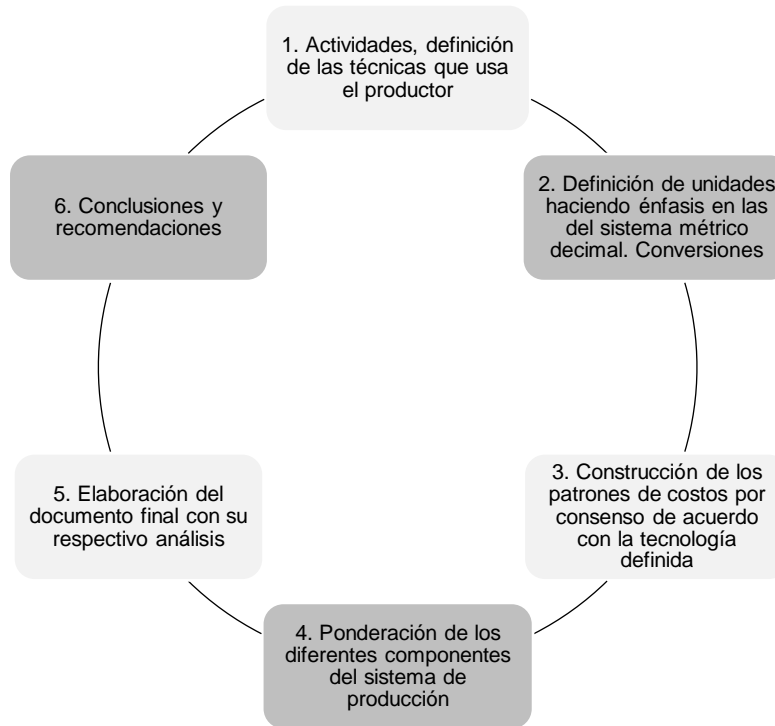 1. Actividades, definición
de las técnicas que usa
el productor
2. Definición de unidades
haciendo énfasis en las
del sistema métrico
decimal. Conversiones
3. Construcción de los
patrones de costos por
consenso de acuerdo
con la tecnología
definida
4. Ponderación de los
diferentes componentes
del sistema de
producción
5. Elaboración del
documento final con su
respectivo análisis
6. Conclusiones y
recomendaciones